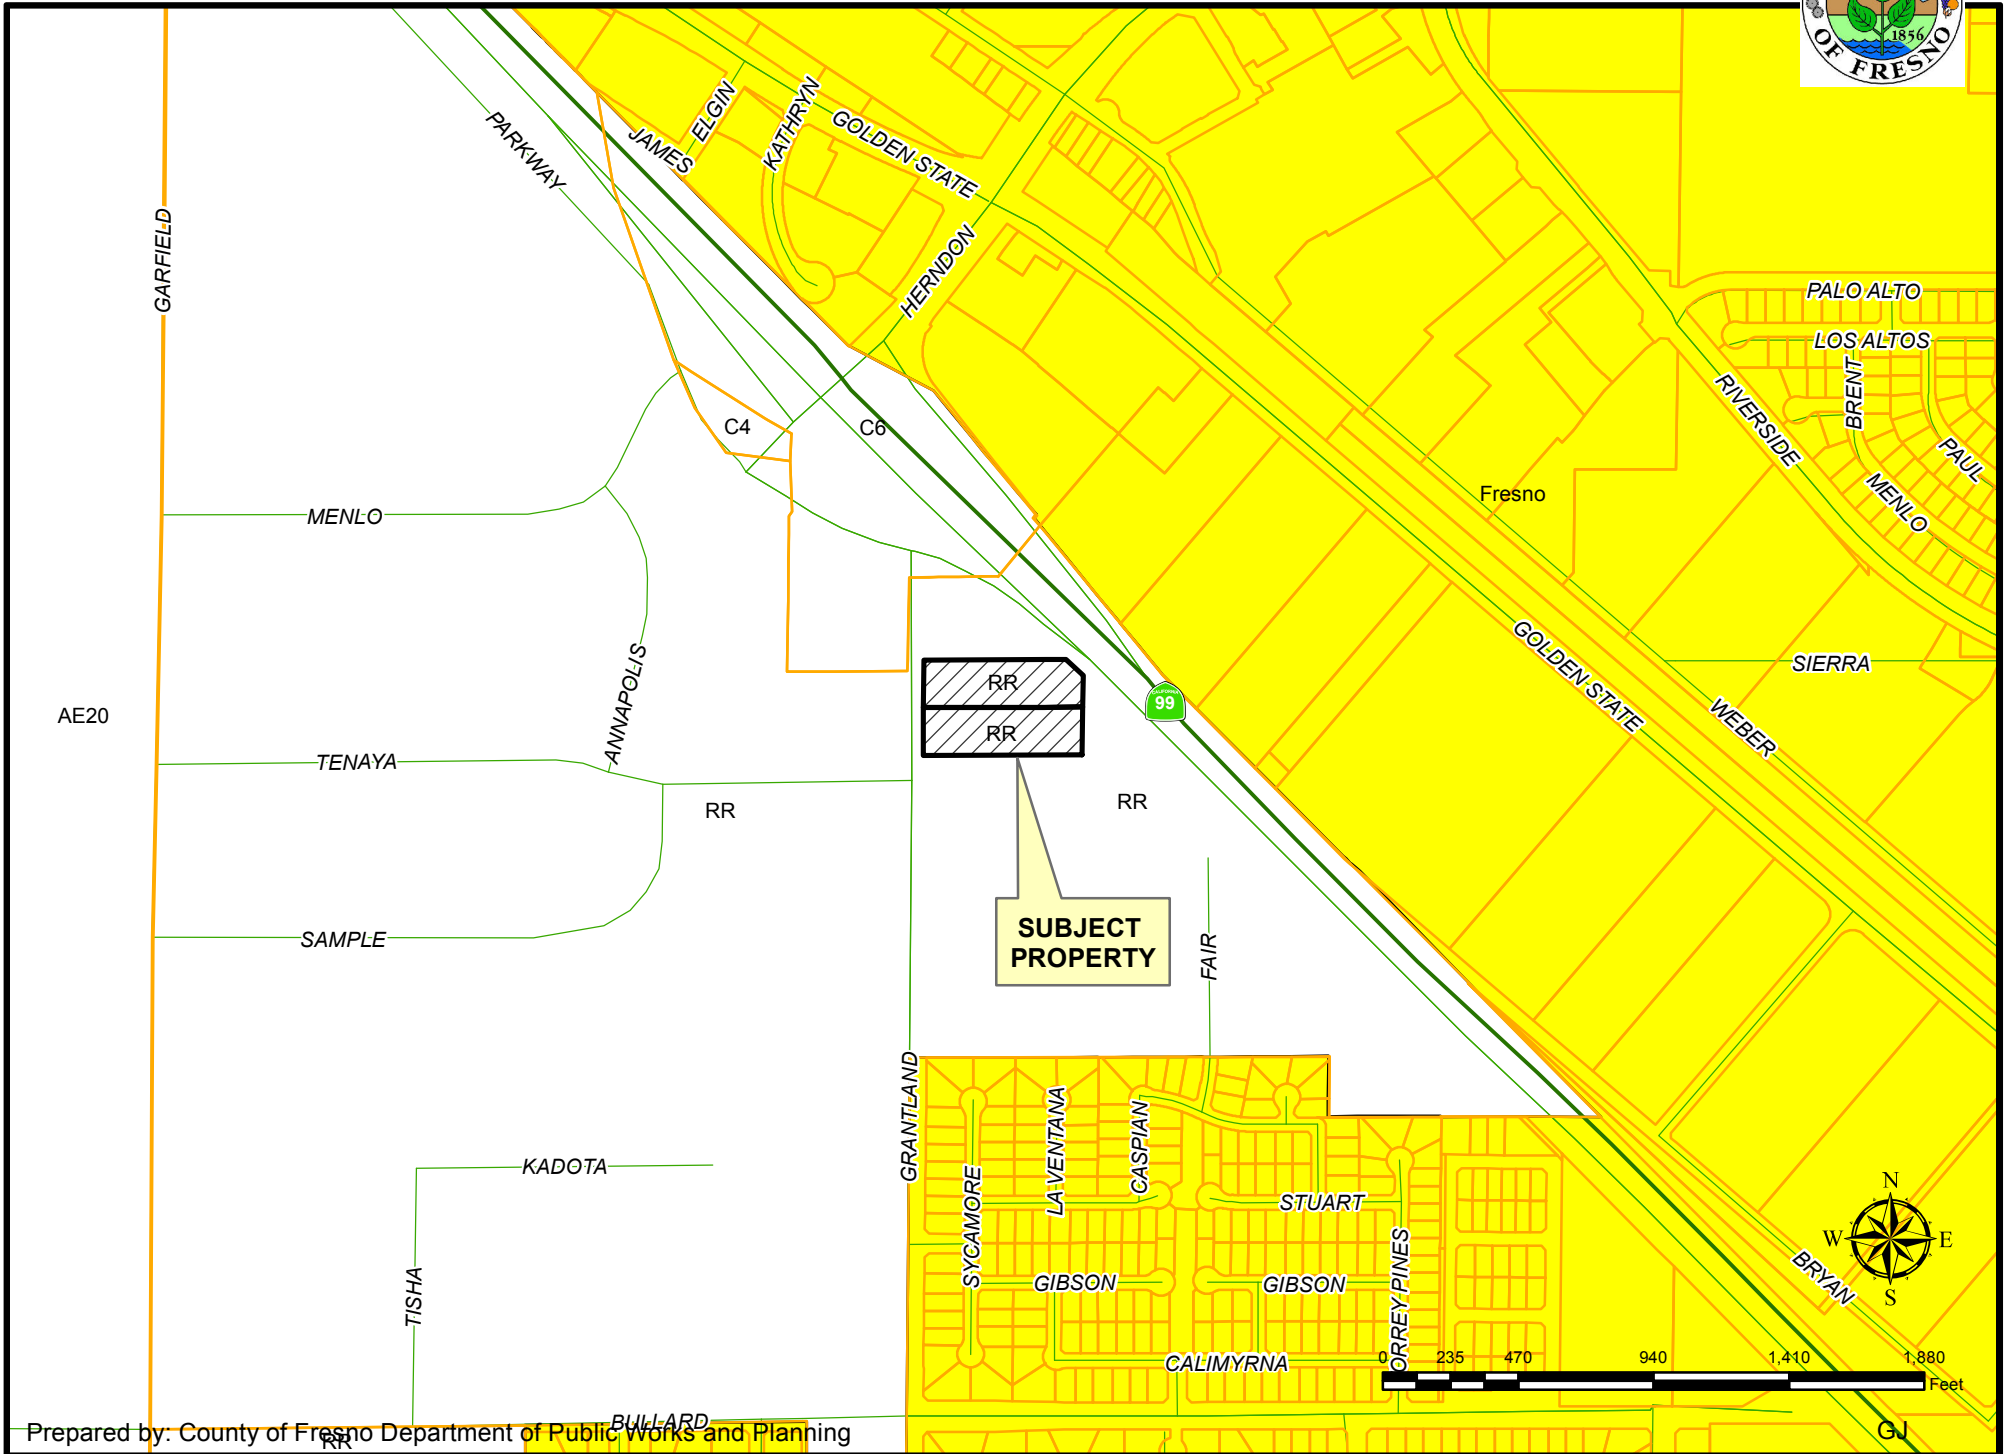 1856
OF FRESNO
ELGIN
KATHRYN
GOLDEN STATE
JAMES
PARKWAY
GARFIELD
HERNDON
PALO ALTO
LOS ALTOS
BRENT
RIVERSIDE
PAUL
MENLO
C4
C6
Fresno
MENLO
ANNAPOLIS
GOLDEN STATE
SIERRA
WEBER
RR
RR
CALIFORNIA
99
AE20
TENAYA
RR
RR
SUBJECT
PROPERTY
FAIR
SAMPLE
GRANTLAND
LA VENTANA
CASPIAN
SYCAMORE
STUART
KADOTA
TISHA
GIBSON
GIBSON
ORREY PINES
CALIMYRNA
BRYAN
N
W
E
S
0
235
470
940
1,410
1,880
Feet
BULLARD
Prepared by: County of Fresno Department of Public Works and Planning
RR
GJ